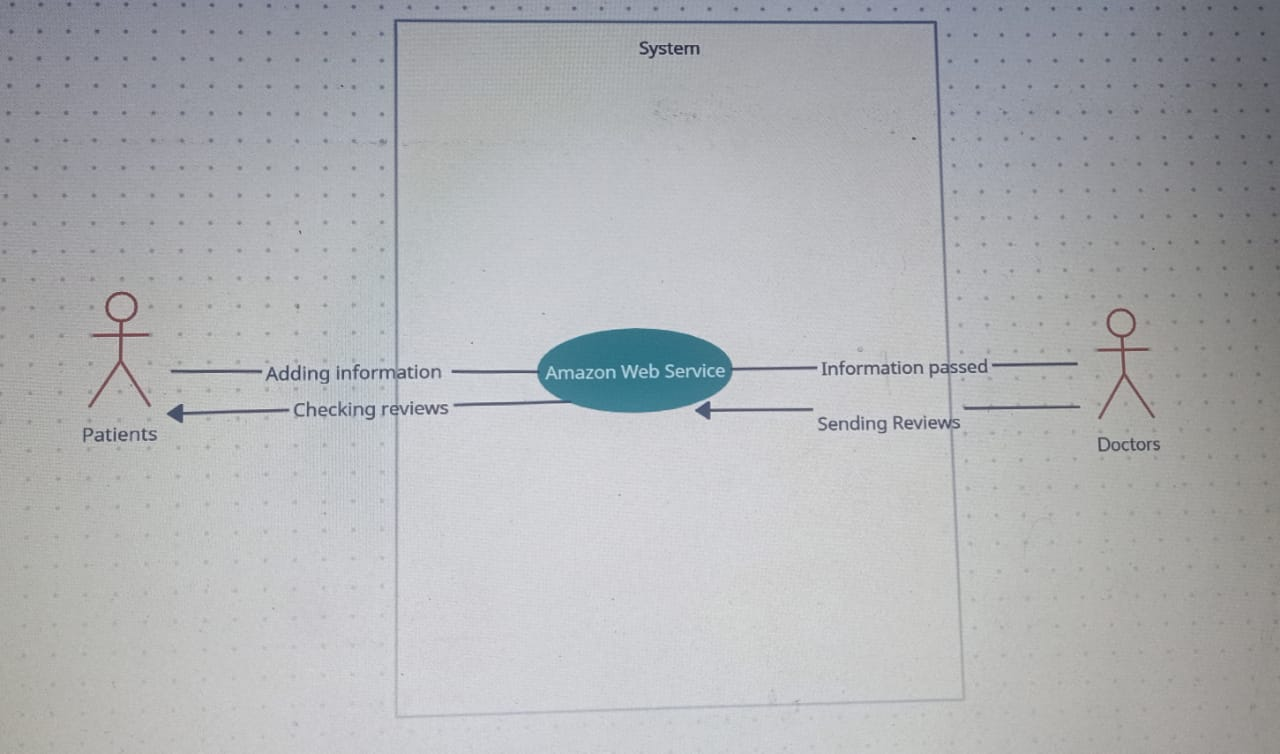 System
Adding information
Amazon Web Service
Information passed
Checking reviews
Sending Reviews
Patients
Doctors